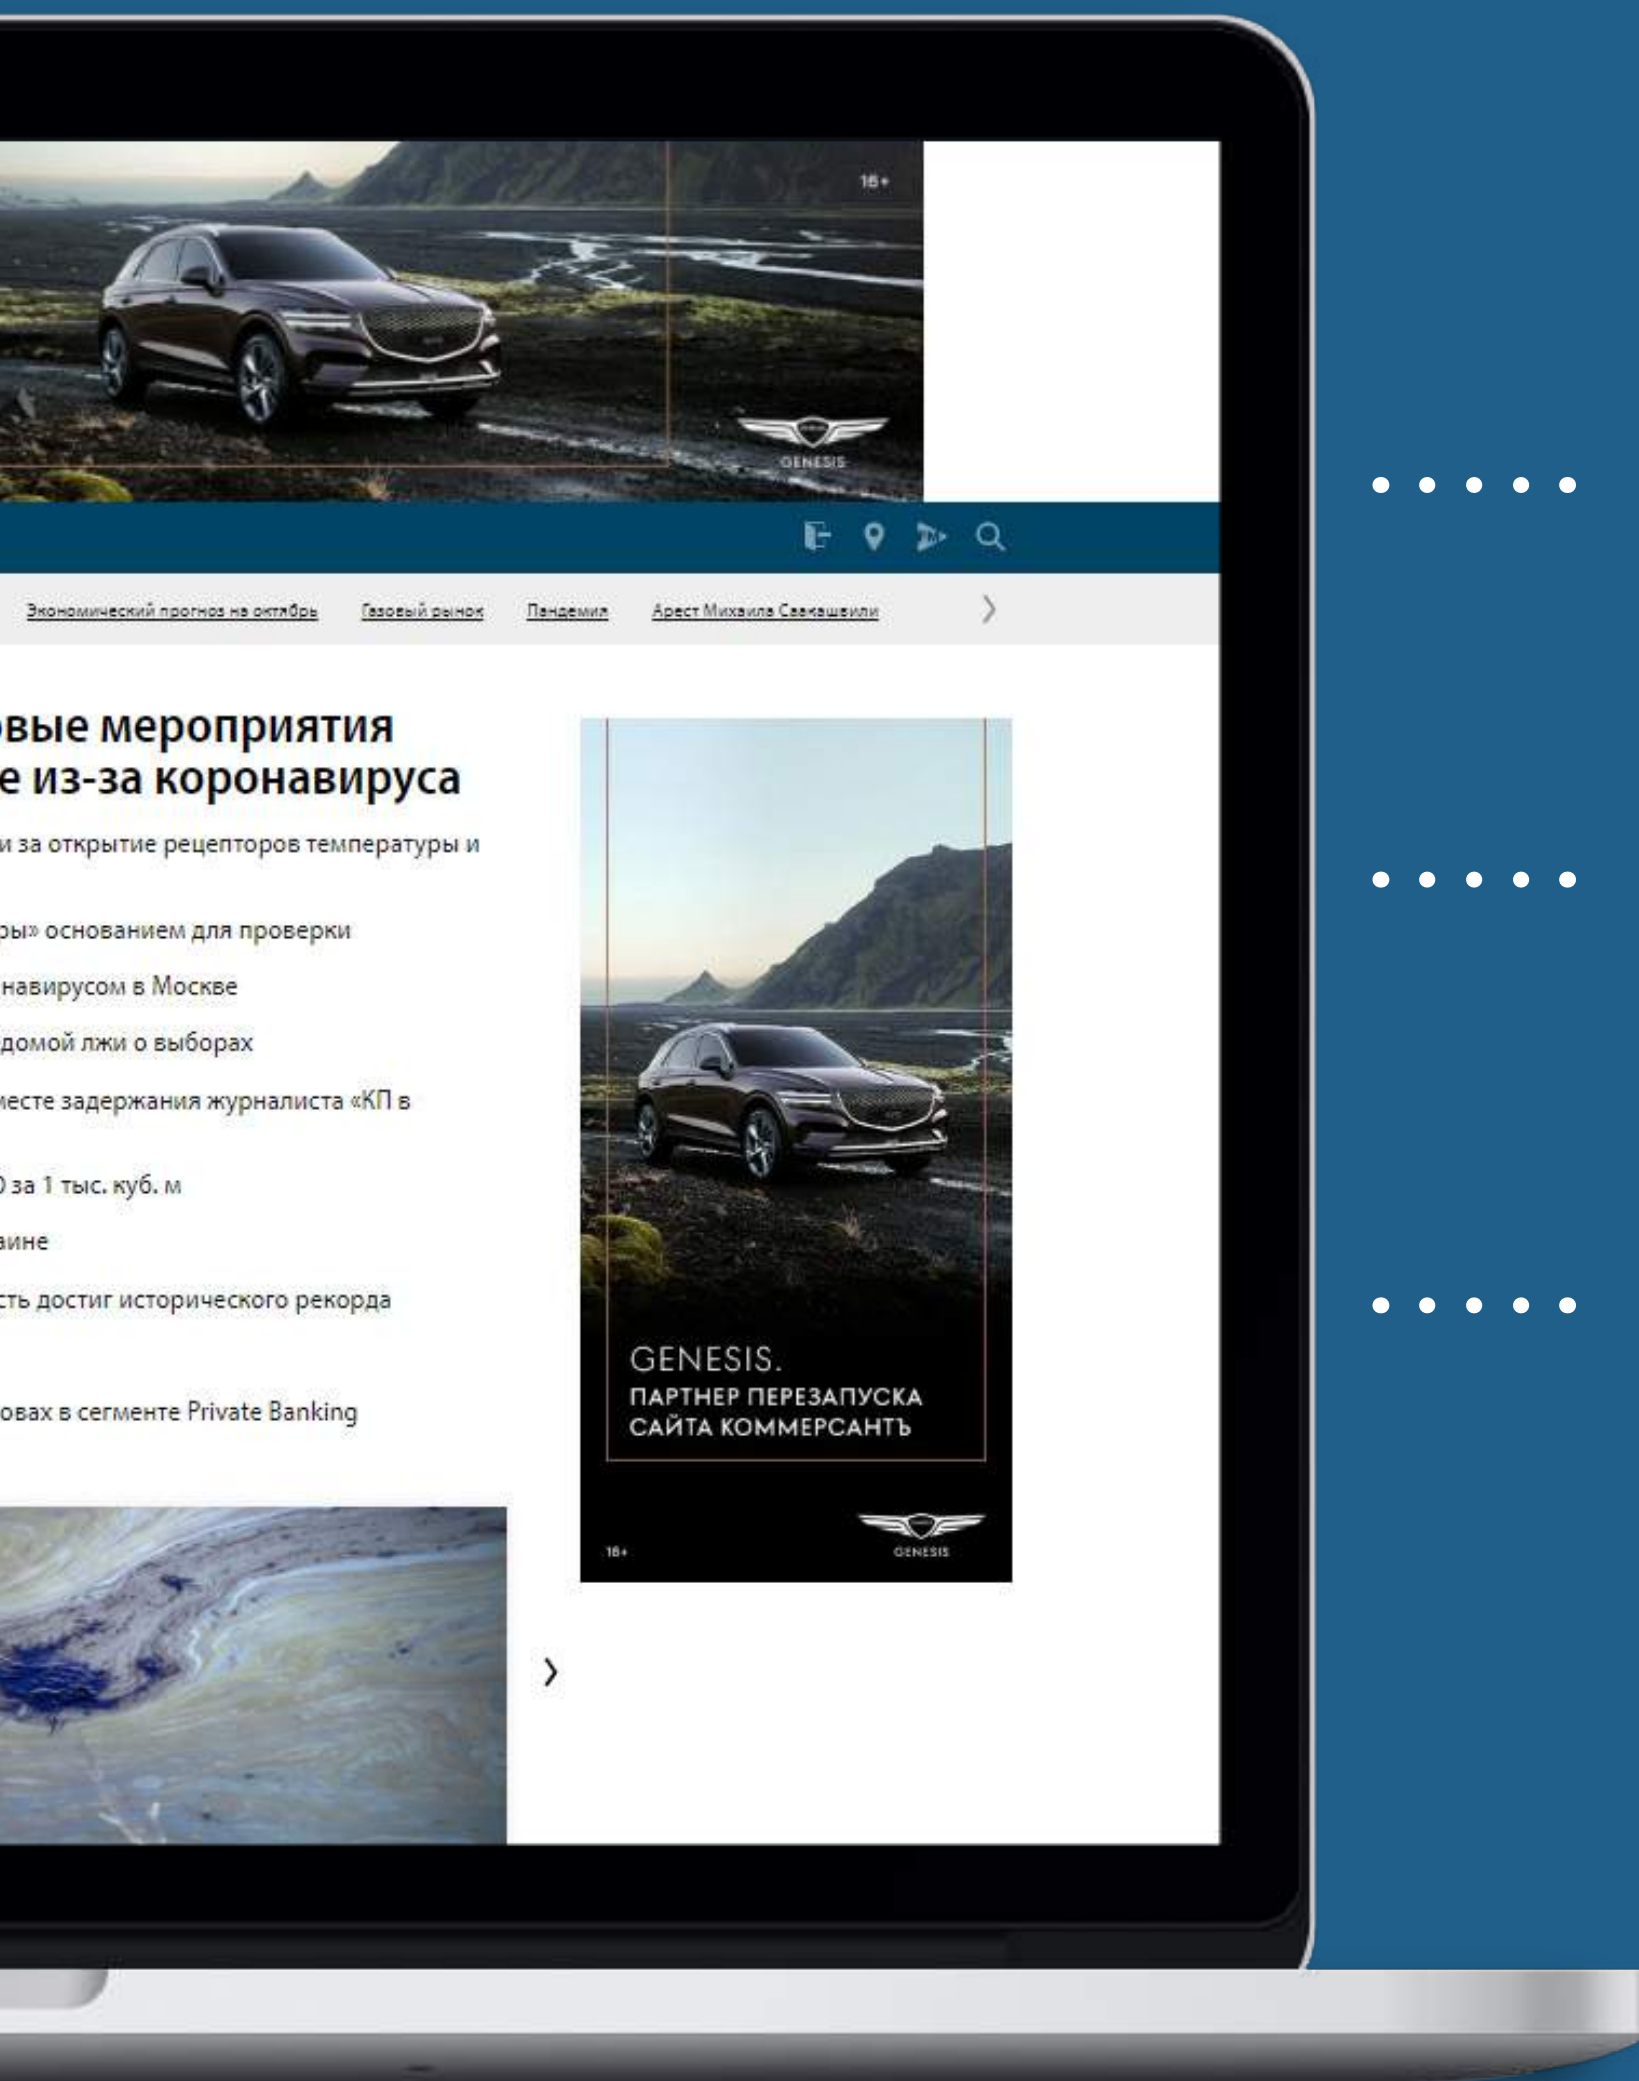 16+
GENESIS
Экономический прогноз на октябрь Газовый рынок Пандемия Арест Михаила Саакашвили
овые мероприятия
е из-за коронавируса
и за открытие рецепторов температуры и
ры» основанием для проверки
навирусом в Москве
домой лжи о выборах
месте задержания журналиста «КП в
0 за 1 тыс. куб. м
аине
сть достиг исторического рекорда
овах в сегменте Private Banking
GENESIS.
ПАРТНЕР ПЕРЕЗАПУСКА
САЙТА КОММЕРСАНТЪ
16+
GENESIS